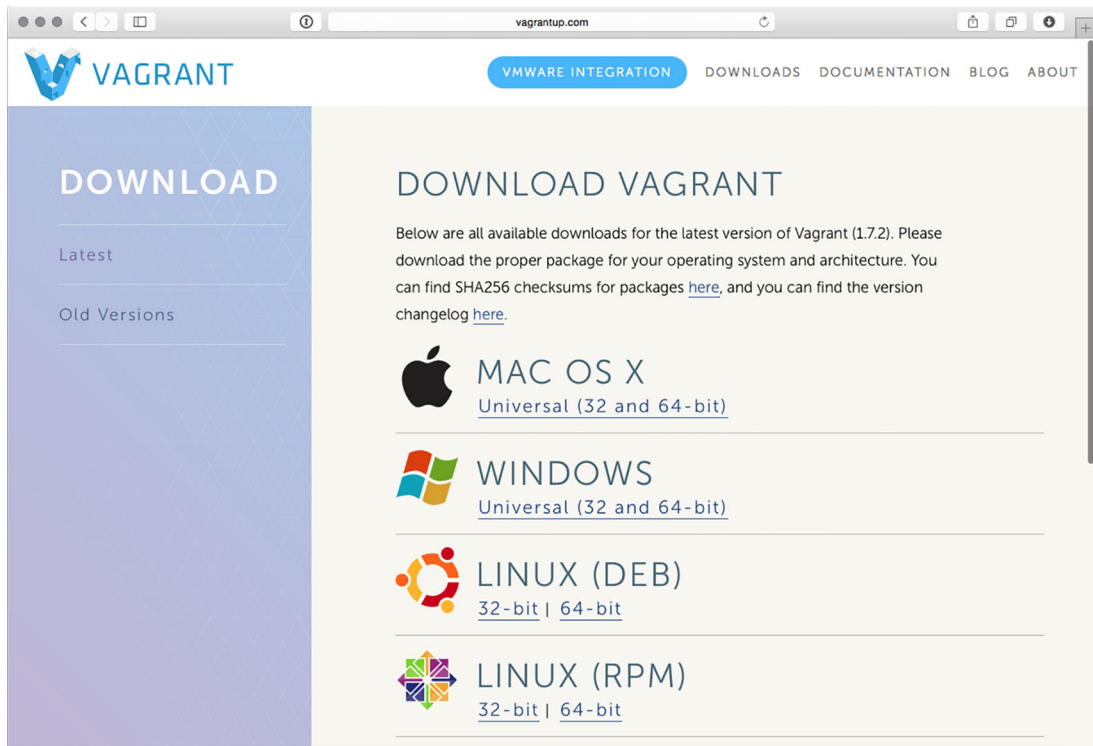 vagrantup.com
VAGRANT
VMWARE INTEGRATION DOWNLOADS DOCUMENTATION BLOG ABOUT
DOWNLOAD
Latest
Old Versions
DOWNLOAD VAGRANT
Below are all available downloads for the latest version of Vagrant (1.7.2). Please
download the proper package for your operating system and architecture. You
can find SHA256 checksums for packages here, and you can find the version
changelog here.
MAC OS X
Universal (32 and 64-bit)
WINDOWS
Universal (32 and 64-bit)
LINUX (DEB)
32-bit | 64-bit
LINUX (RPM)
32-bit | 64-bit